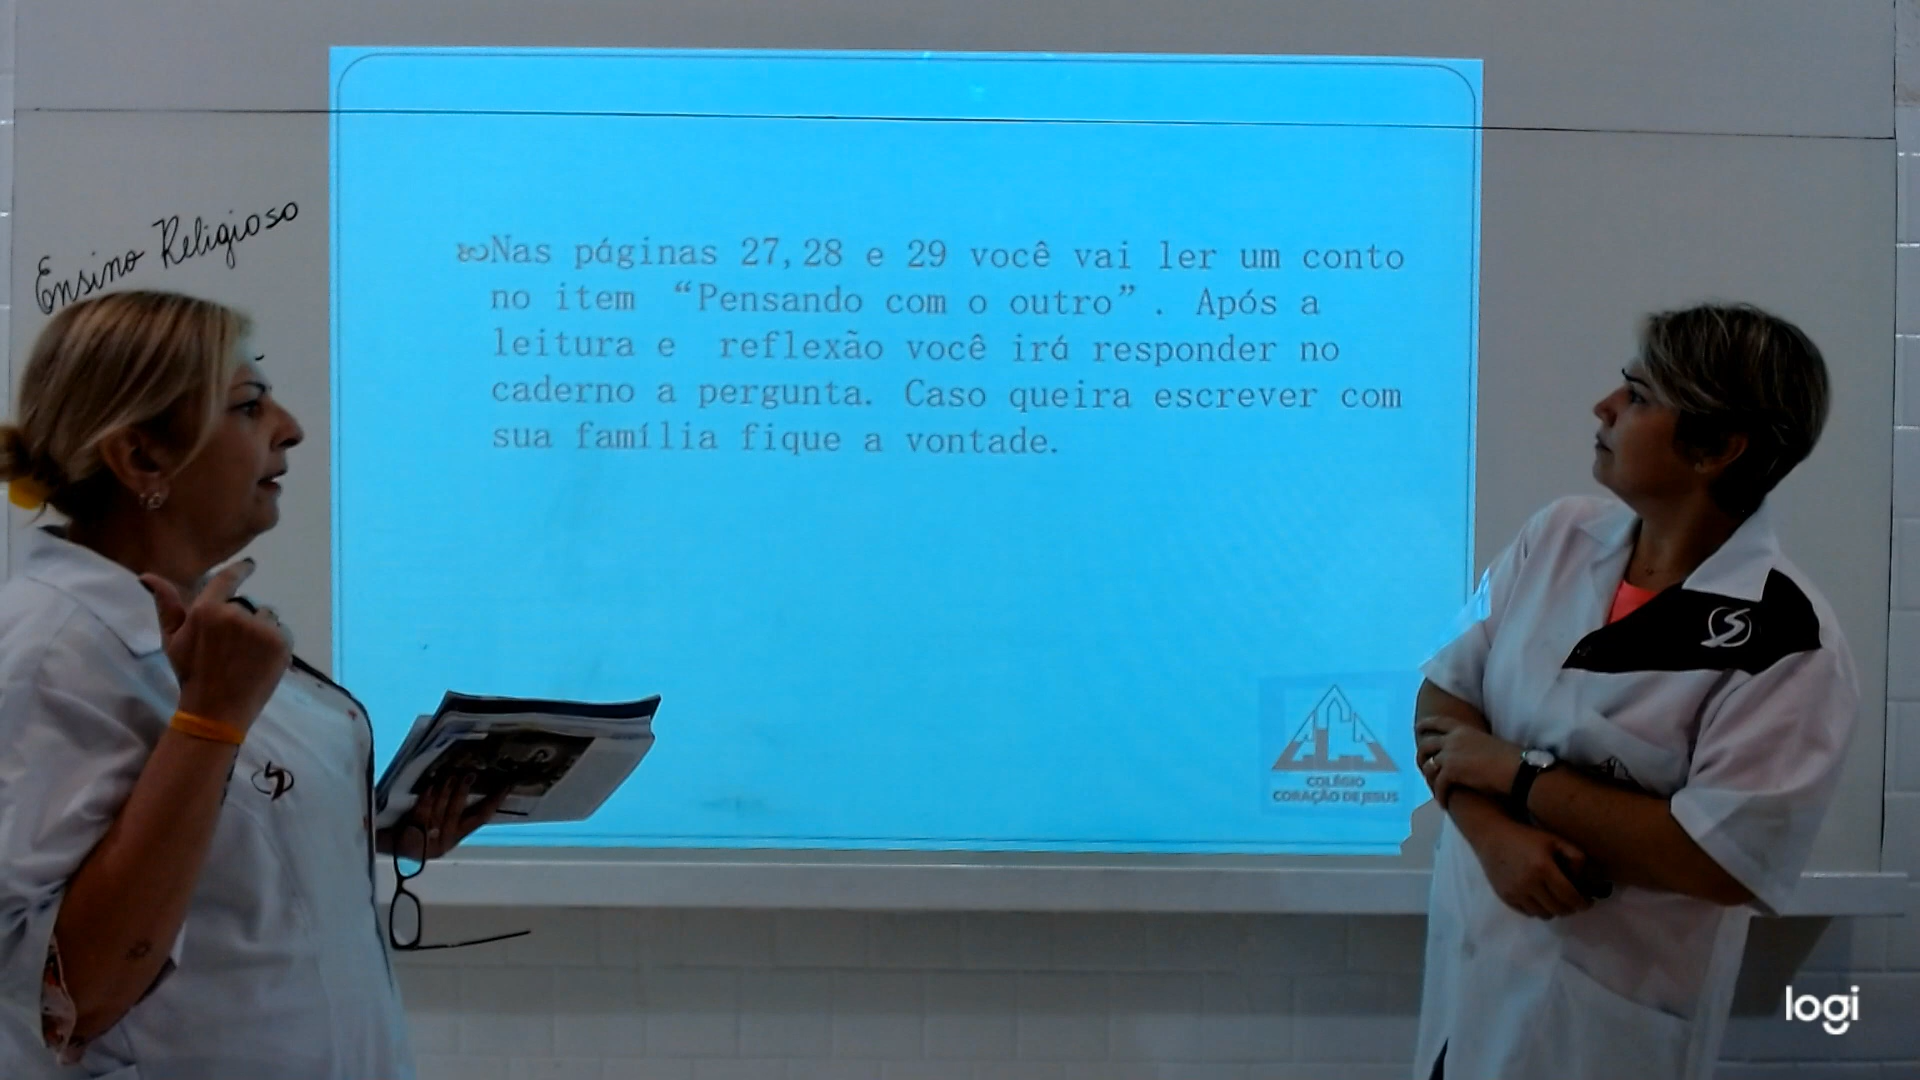 Ensino Religioso
Nas páginas 27,28 e 29 você vai ler um conto
no item “Pensando com o outro” . Após a
leitura e reflexão você irá responder no
caderno a pergunta. Caso queira escrever com
sua família fique a vontade.
COLÉGIO
CORAÇÃO DE JESUS
logi